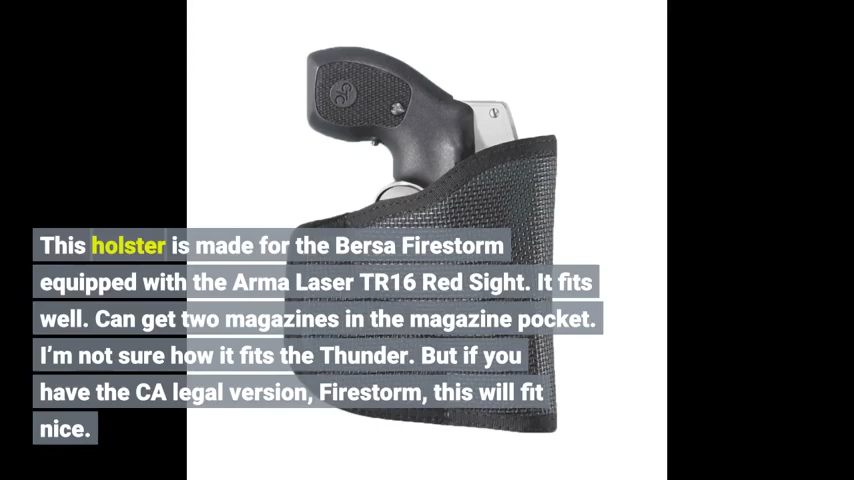 This holster is made for the Bersa Firestorm
equipped with the Arma Laser TR16 Red Sight. It fits
well. Can get two magazines in the magazine pocket.
I'm not sure how it fits the Thunder. But if you
have the CA legal version, Firestorm, this will fit
nice.